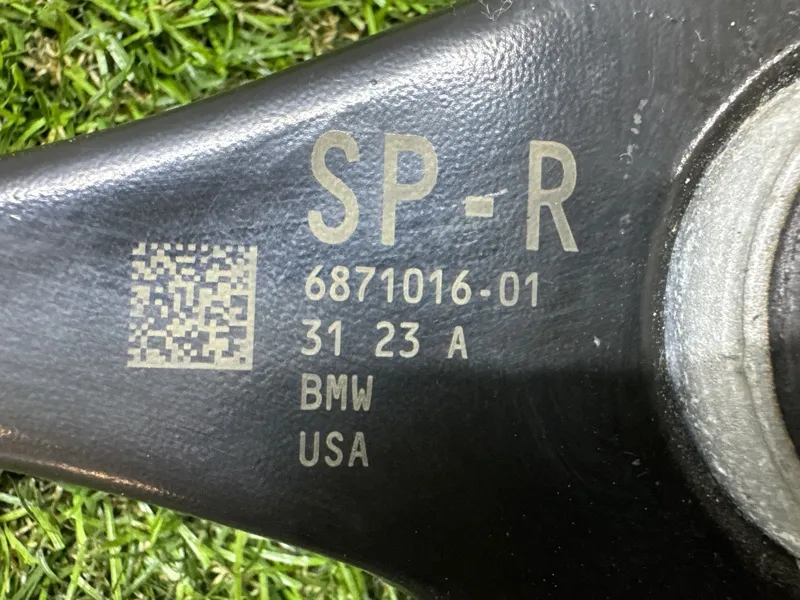 SP-R
6871016-01
31 23 A
BMW
USA